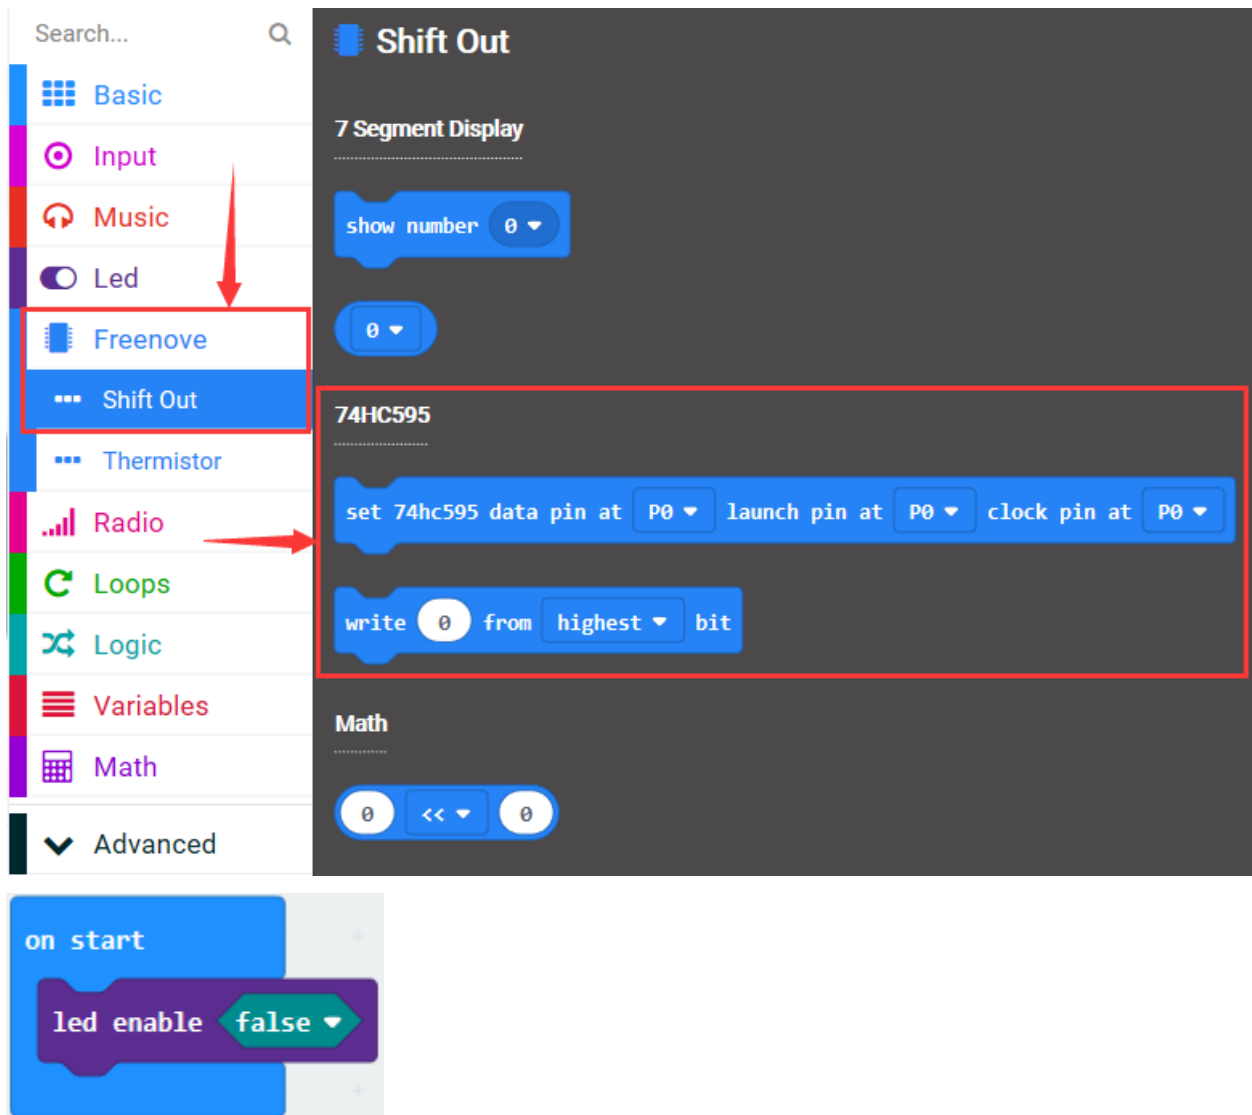 Search...
Basic
Input
Music
Led
Freenove
Shift Out
Thermistor
Radio
Loops
Logic
Variables
Math
Advanced
Shift Out
7 Segment Display
show number 0
0
74HC595
set 74hc595 data pin at P0 launch pin at P0 clock pin at P0
write 0 from highest bit
Math
0 << 0
on start
led enable false